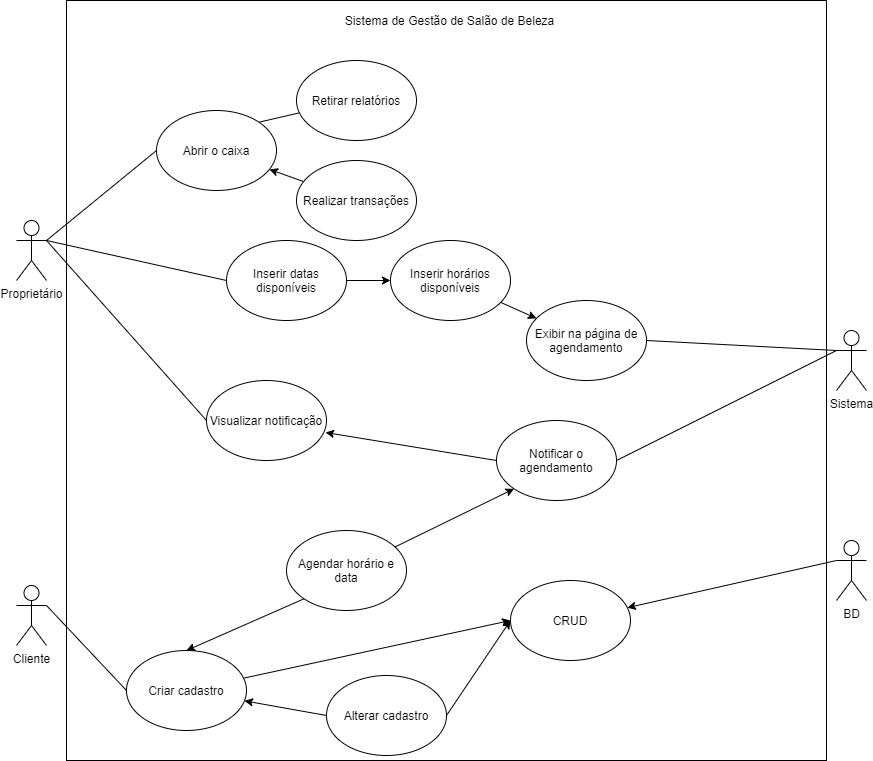 Sistema de Gestão de Salão de Beleza
Retirar relatórios
Abrir o caixa
Realizar transações
Inserir datas
disponíveis
Inserir horários
disponíveis
Proprietário
Exibir na página de
agendamento
Sistema
Visualizar notificação
Notificar o
agendamento
Agendar horário e
data
CRUD
BD
Cliente
Criar cadastro
Alterar cadastro